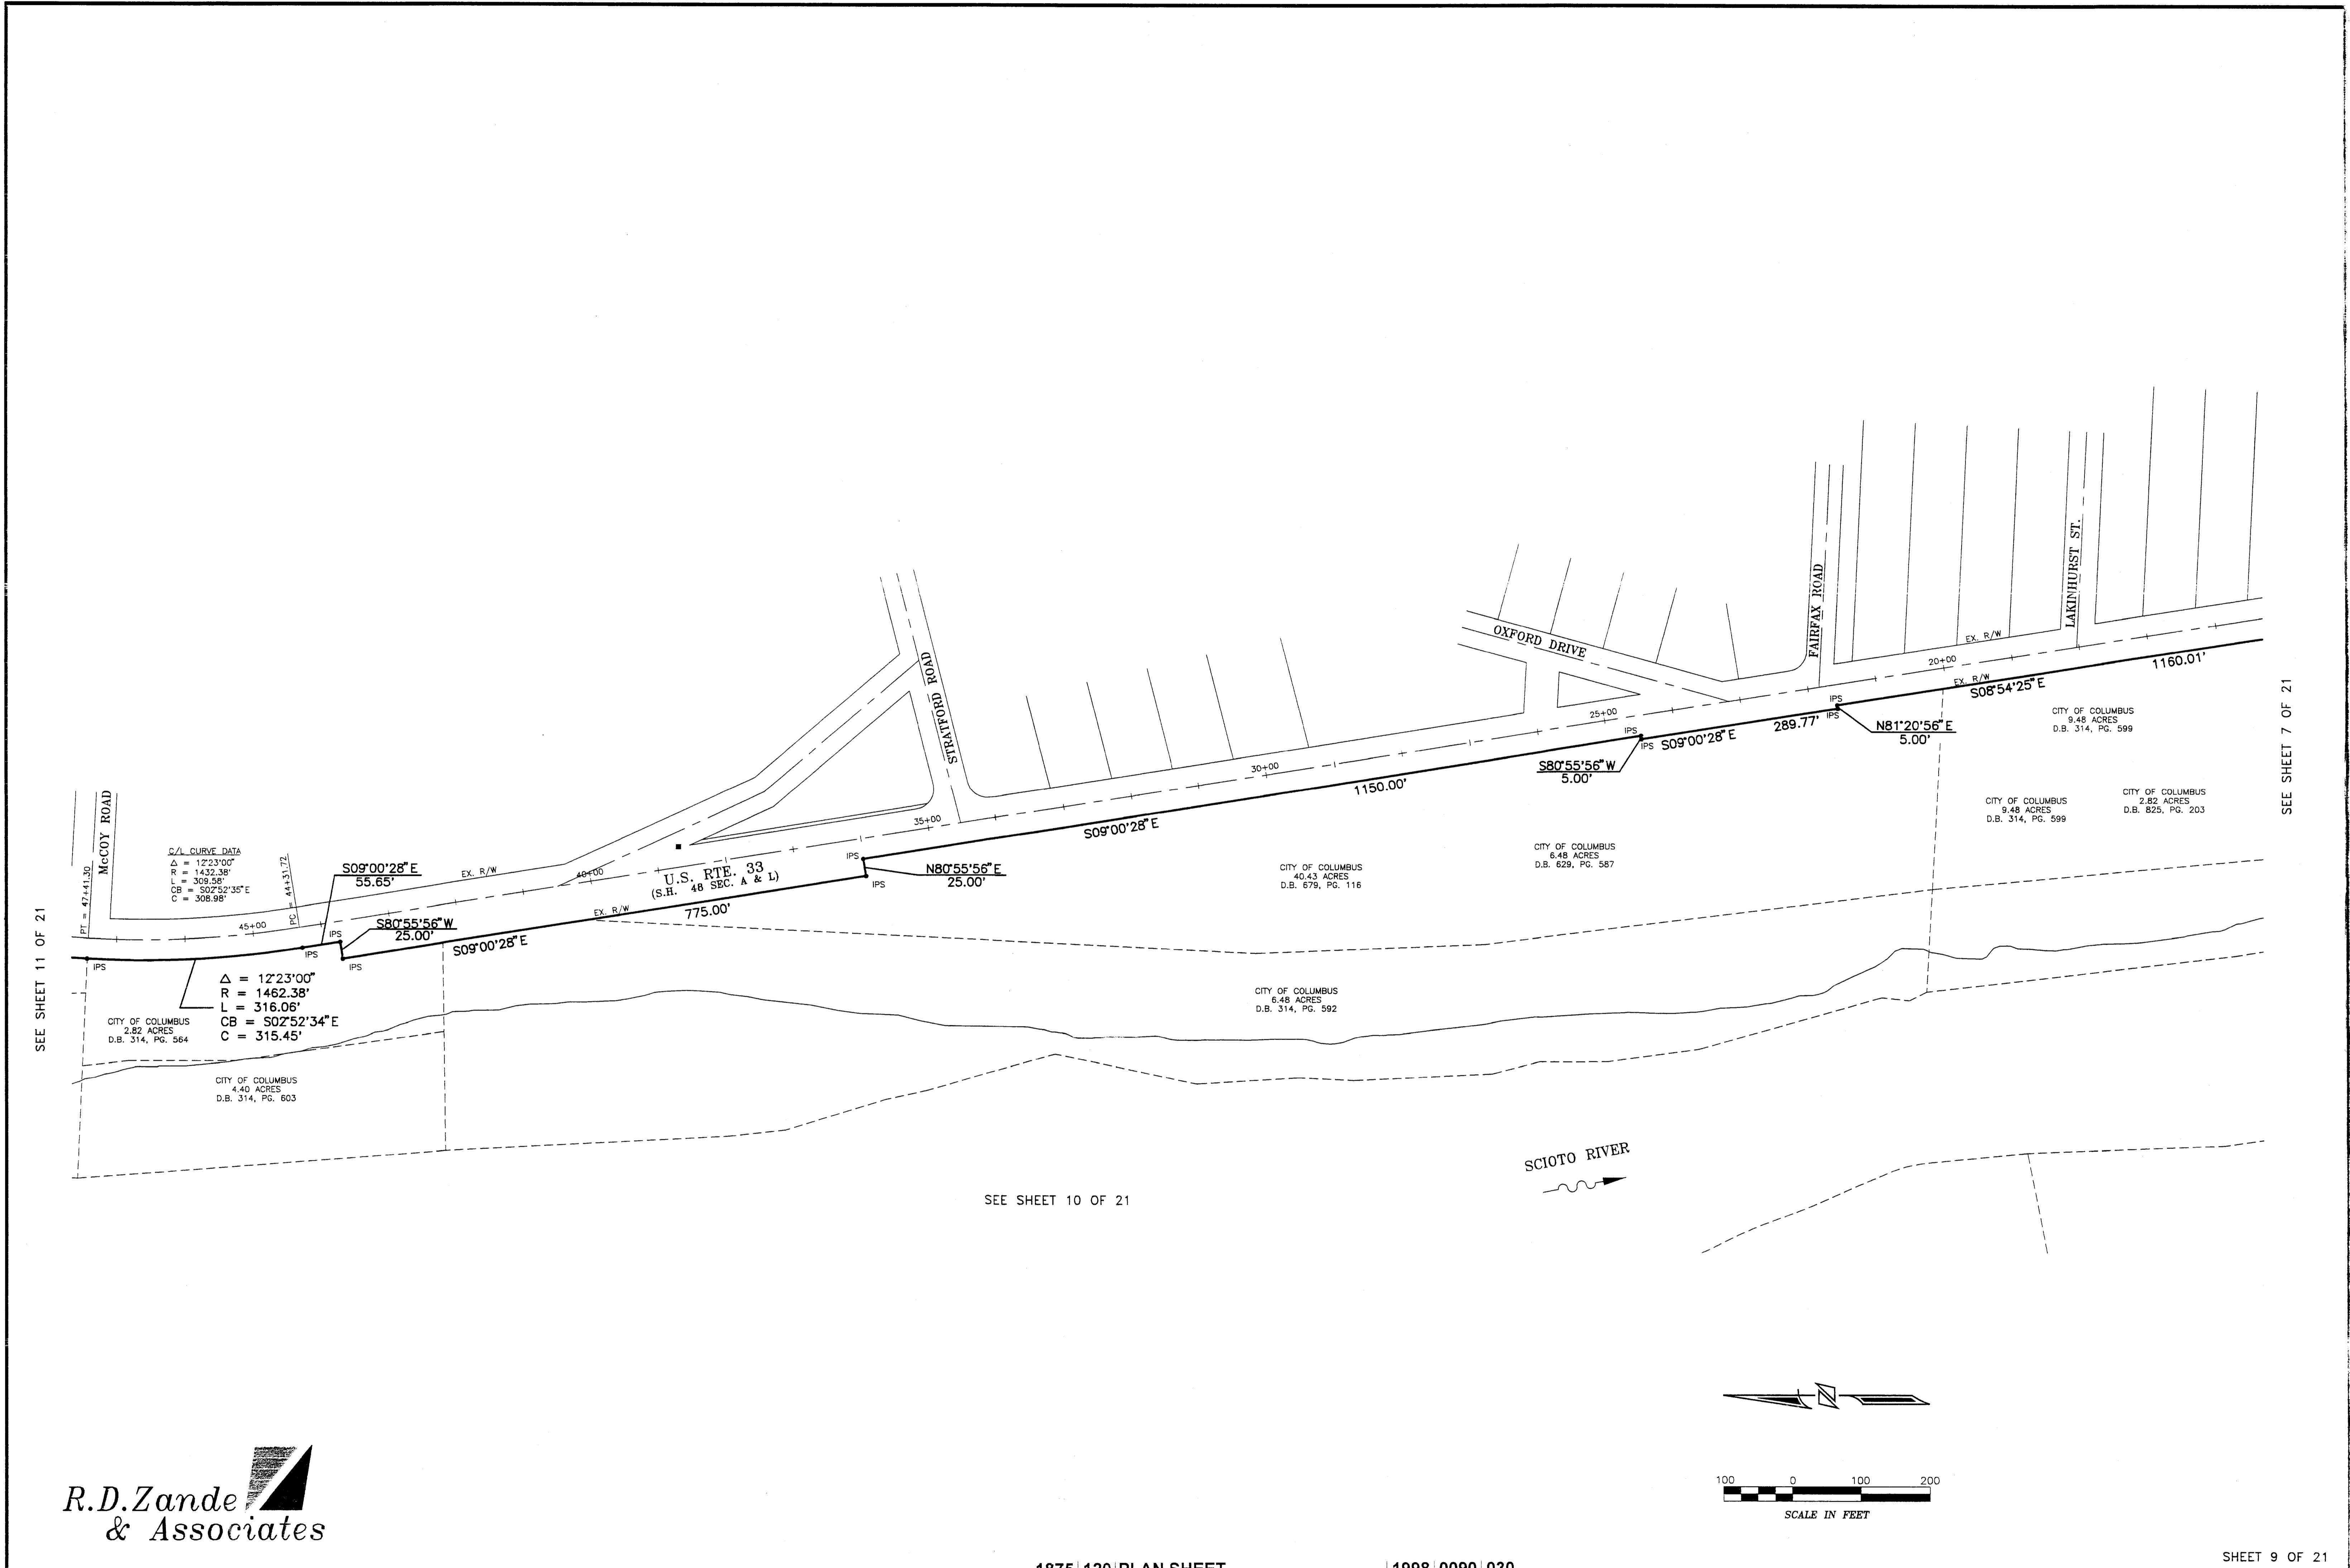 LAKINHURST ST.
FAIRFAX ROAD
OXFORD DRIVE
STRATFORD ROAD
McCOY ROAD
EX. R/W
20+00
EX. R/W
S08°54'25"E
1160.01'
IPS
IPS
N81°20'56"E
5.00'
289.77'
S09°00'28"E
25+00
IPS
IPS
S80°55'56"W
5.00'
1150.00'
30+00
S09°00'28"E
35+00
IPS
IPS
N80°55'56"E
25.00'
U.S. RTE. 33
(S.H. 48 SEC. A & L)
40+00
EX. R/W
EX. R/W
775.00'
S09°00'28"E
S09°00'28"E
55.65'
S80°55'56"W
25.00'
IPS
IPS
IPS
IPS
45+00
PT = 47+41.30
PC = 44+31.72
C/L CURVE DATA
Δ = 12°23'00"
R = 1432.38'
L = 309.58'
CB = S02°52'35"E
C = 308.98'
Δ = 12°23'00"
R = 1462.38'
L = 316.06'
CB = S02°52'34"E
C = 315.45'
CITY OF COLUMBUS
9.48 ACRES
D.B. 314, PG. 599
CITY OF COLUMBUS
9.48 ACRES
D.B. 314, PG. 599
CITY OF COLUMBUS
2.82 ACRES
D.B. 825, PG. 203
CITY OF COLUMBUS
6.48 ACRES
D.B. 629, PG. 587
CITY OF COLUMBUS
40.43 ACRES
D.B. 679, PG. 116
CITY OF COLUMBUS
6.48 ACRES
D.B. 314, PG. 592
CITY OF COLUMBUS
2.82 ACRES
D.B. 314, PG. 564
CITY OF COLUMBUS
4.40 ACRES
D.B. 314, PG. 603
SEE SHEET 11 OF 21
SEE SHEET 7 OF 21
SCIOTO RIVER
SEE SHEET 10 OF 21
N
100 0 100 200
SCALE IN FEET
R.D.Zande
& Associates
1875 120 PLAN SHEET 1998 0090 030
SHEET 9 OF 21